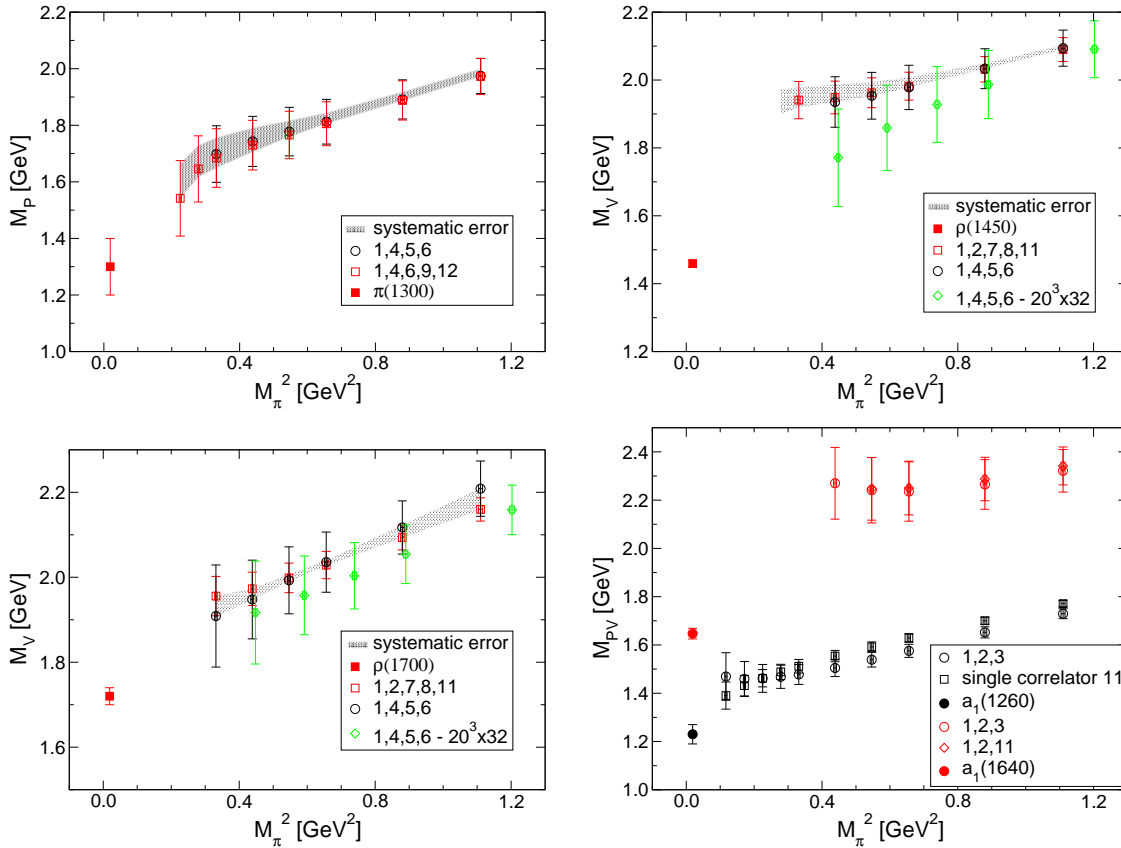 2.2
2.0
1.8
1.6
1.4
1.2
1.0
M_P [GeV]
systematic error
1,4,5,6
1,4,6,9,12
π(1300)
0.0 0.4 0.8 1.2
M_π^2 [GeV^2]
2.2
2.0
1.8
1.6
1.4
1.2
M_V [GeV]
systematic error
ρ(1450)
1,2,7,8,11
1,4,5,6
1,4,5,6 - 20^3x32
0.0 0.4 0.8 1.2
M_π^2 [GeV^2]
2.2
2.0
1.8
1.6
M_V [GeV]
systematic error
ρ(1700)
1,2,7,8,11
1,4,5,6
1,4,5,6 - 20^3x32
0.0 0.4 0.8 1.2
M_π^2 [GeV^2]
2.4
2.2
2.0
1.8
1.6
1.4
1.2
1.0
M_PV [GeV]
1,2,3
single correlator 11
a_1(1260)
1,2,3
1,2,11
a_1(1640)
0.0 0.4 0.8 1.2
M_π^2 [GeV^2]